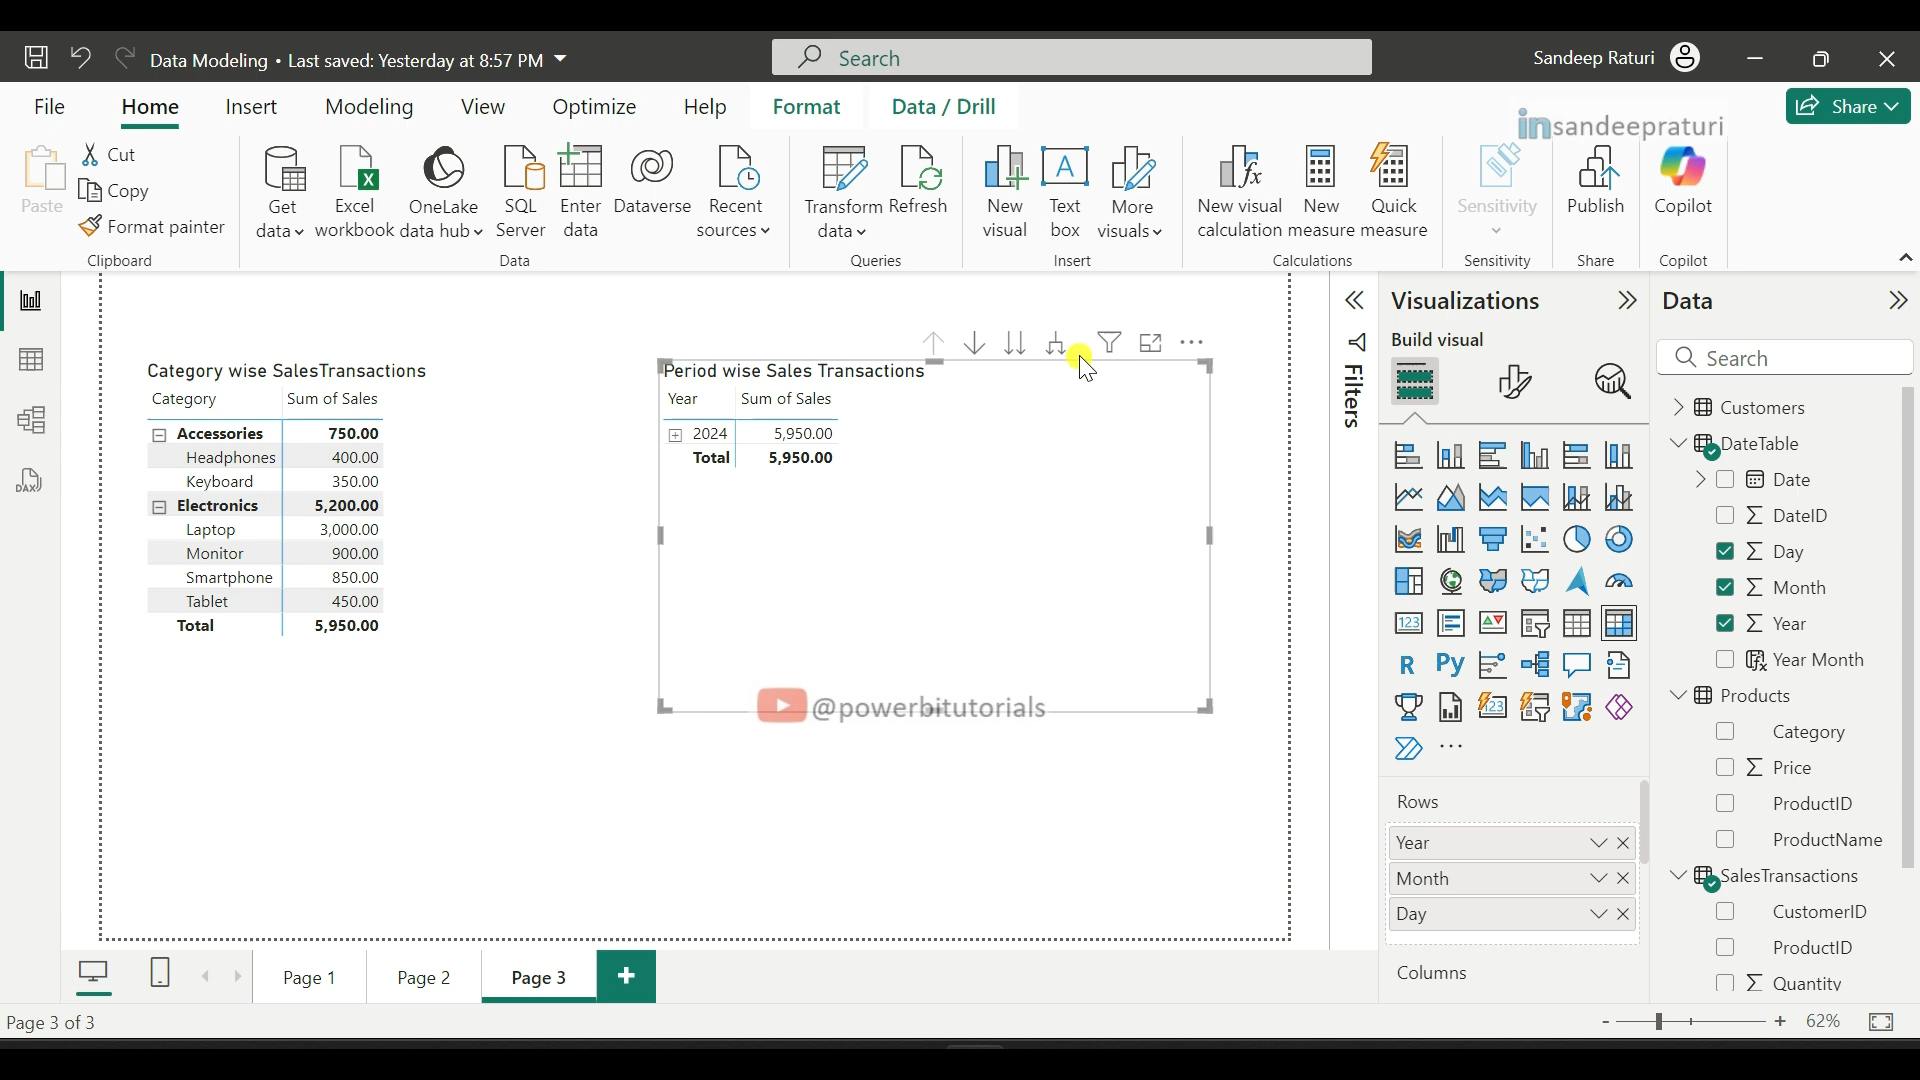 Data Modeling • Last saved: Yesterday at 8:57 PM
Search
Sandeep Raturi
File
Home
Insert
Modeling
View
Optimize
Help
Format
Data / Drill
Share
insandeepraturi
Paste
Cut
Copy
Format painter
Clipboard
Get data
Excel workbook
OneLake data hub
SQL Server
Enter data
Dataverse
Recent sources
Data
Transform data
Refresh
Queries
New visual
Text box
More visuals
Insert
New visual calculation
New measure
Quick measure
Calculations
Sensitivity
Sensitivity
Publish
Share
Copilot
Copilot
Category wise SalesTransactions
Category Sum of Sales
Accessories 750.00
Headphones 400.00
Keyboard 350.00
Electronics 5,200.00
Laptop 3,000.00
Monitor 900.00
Smartphone 850.00
Tablet 450.00
Total 5,950.00
Period wise Sales Transactions
Year Sum of Sales
2024 5,950.00
Total 5,950.00
@powerbitutorials
Filters
Visualizations
Build visual
123
R
Py
123
Rows
Year
Month
Day
Columns
Data
Search
Customers
DateTable
Date
DateID
Day
Month
Year
Year Month
Products
Category
Price
ProductID
ProductName
SalesTransactions
CustomerID
ProductID
Quantity
DAX
Page 1
Page 2
Page 3
Page 3 of 3
- + 62%